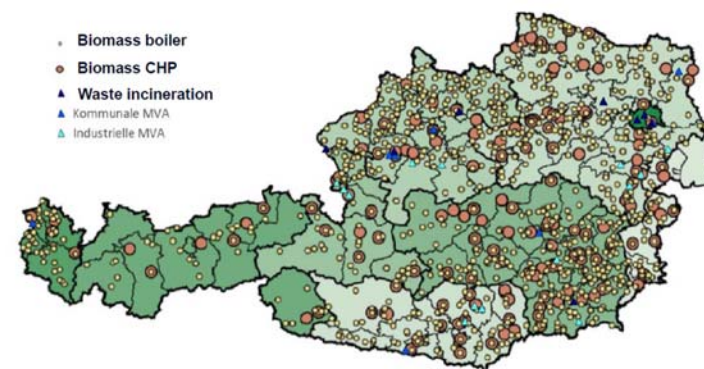 Biomass boiler
Biomass CHP
Waste incineration
Kommunale MVA
Industrielle MVA